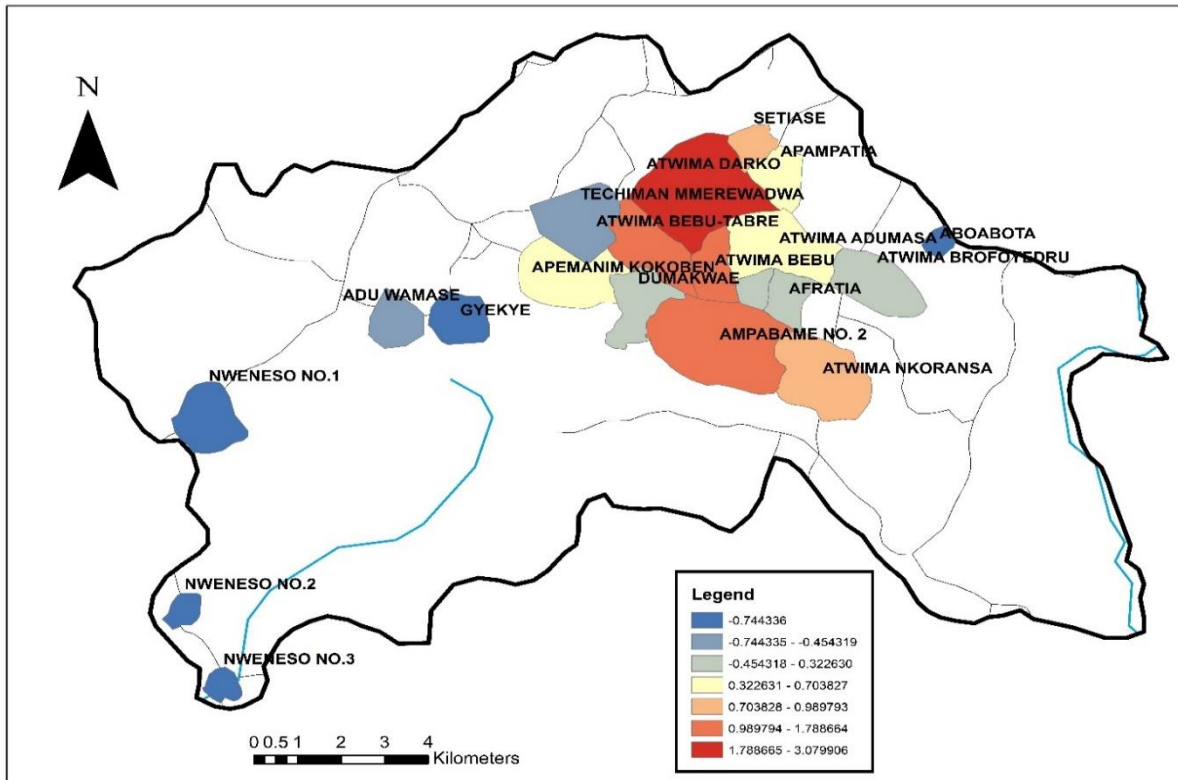 N
SETIASE
APAMPATIA
ATWIMA DARKO
TECHIMAN MMEREWADWA
ATWIMA BEBU-TABRE
ATWIMA ADUMASA
ABOABOTA
ATWIMA BROFOYEDRU
ATWIMA BEBU
APEMANIM KOKOBEN
DUMAKWAE
AFRATIA
ADU WAMASE
GYEKYE
AMPABAME NO. 2
ATWIMA NKORANSA
NWENESO NO.1
NWENESO NO.2
NWENESO NO.3
Legend
-0.744336
-0.744335 - -0.454319
-0.454318 - 0.322630
0.322631 - 0.703827
0.703828 - 0.989793
0.989794 - 1.788664
1.788665 - 3.079906
0 0.5 1 2 3 4
Kilometers